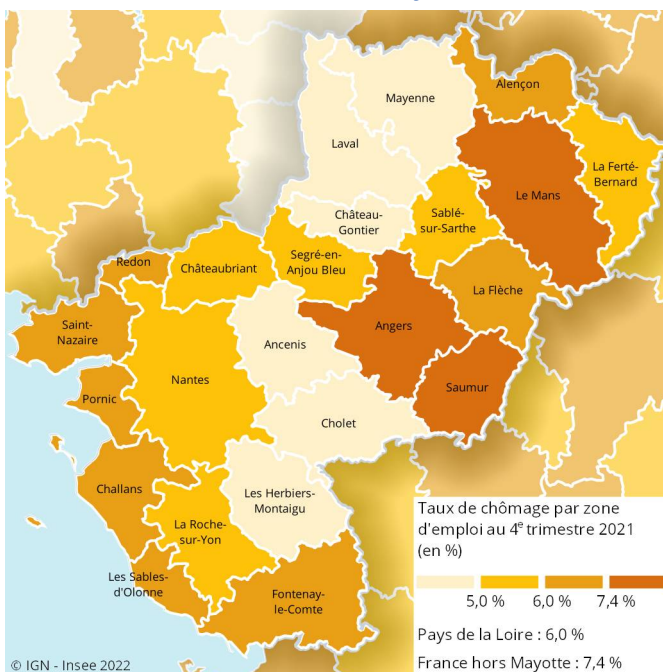 Mayenne
Alençon
Laval
La Ferté-
Bernard
Le Mans
Château-
Gontier
Sablé-
sur-Sarthe
Redon
Châteaubriant
Segré-en-
Anjou Bleu
La Flèche
Saint-
Nazaire
Ancenis
Angers
Nantes
Saumur
Pornic
Cholet
Challans
Les Herbiers-
Montaigu
La Roche-
sur-Yon
Les Sables-
d'Olonne
Fontenay-
le-Comte
Taux de chômage par zone
d'emploi au 4e trimestre 2021
(en %)
5,0 % 6,0 % 7,4 %
Pays de la Loire : 6,0 %
France hors Mayotte : 7,4 %
© IGN - Insee 2022